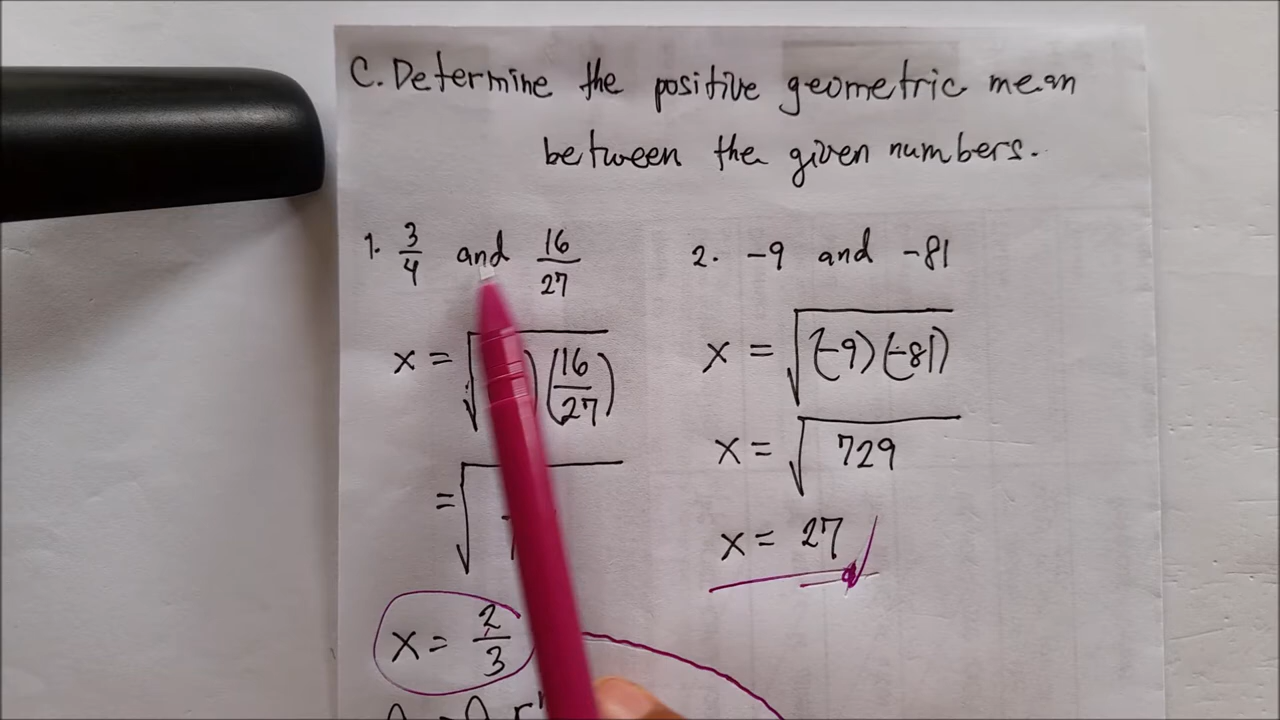 C. Determine the positive geometric mean
between the given numbers.
1. 3/4 and 16/27
x = √ ) (16/27)
= √
x = 2/3
2. -9 and -81
x = √(-9)(-81)
x = √729
x = 27